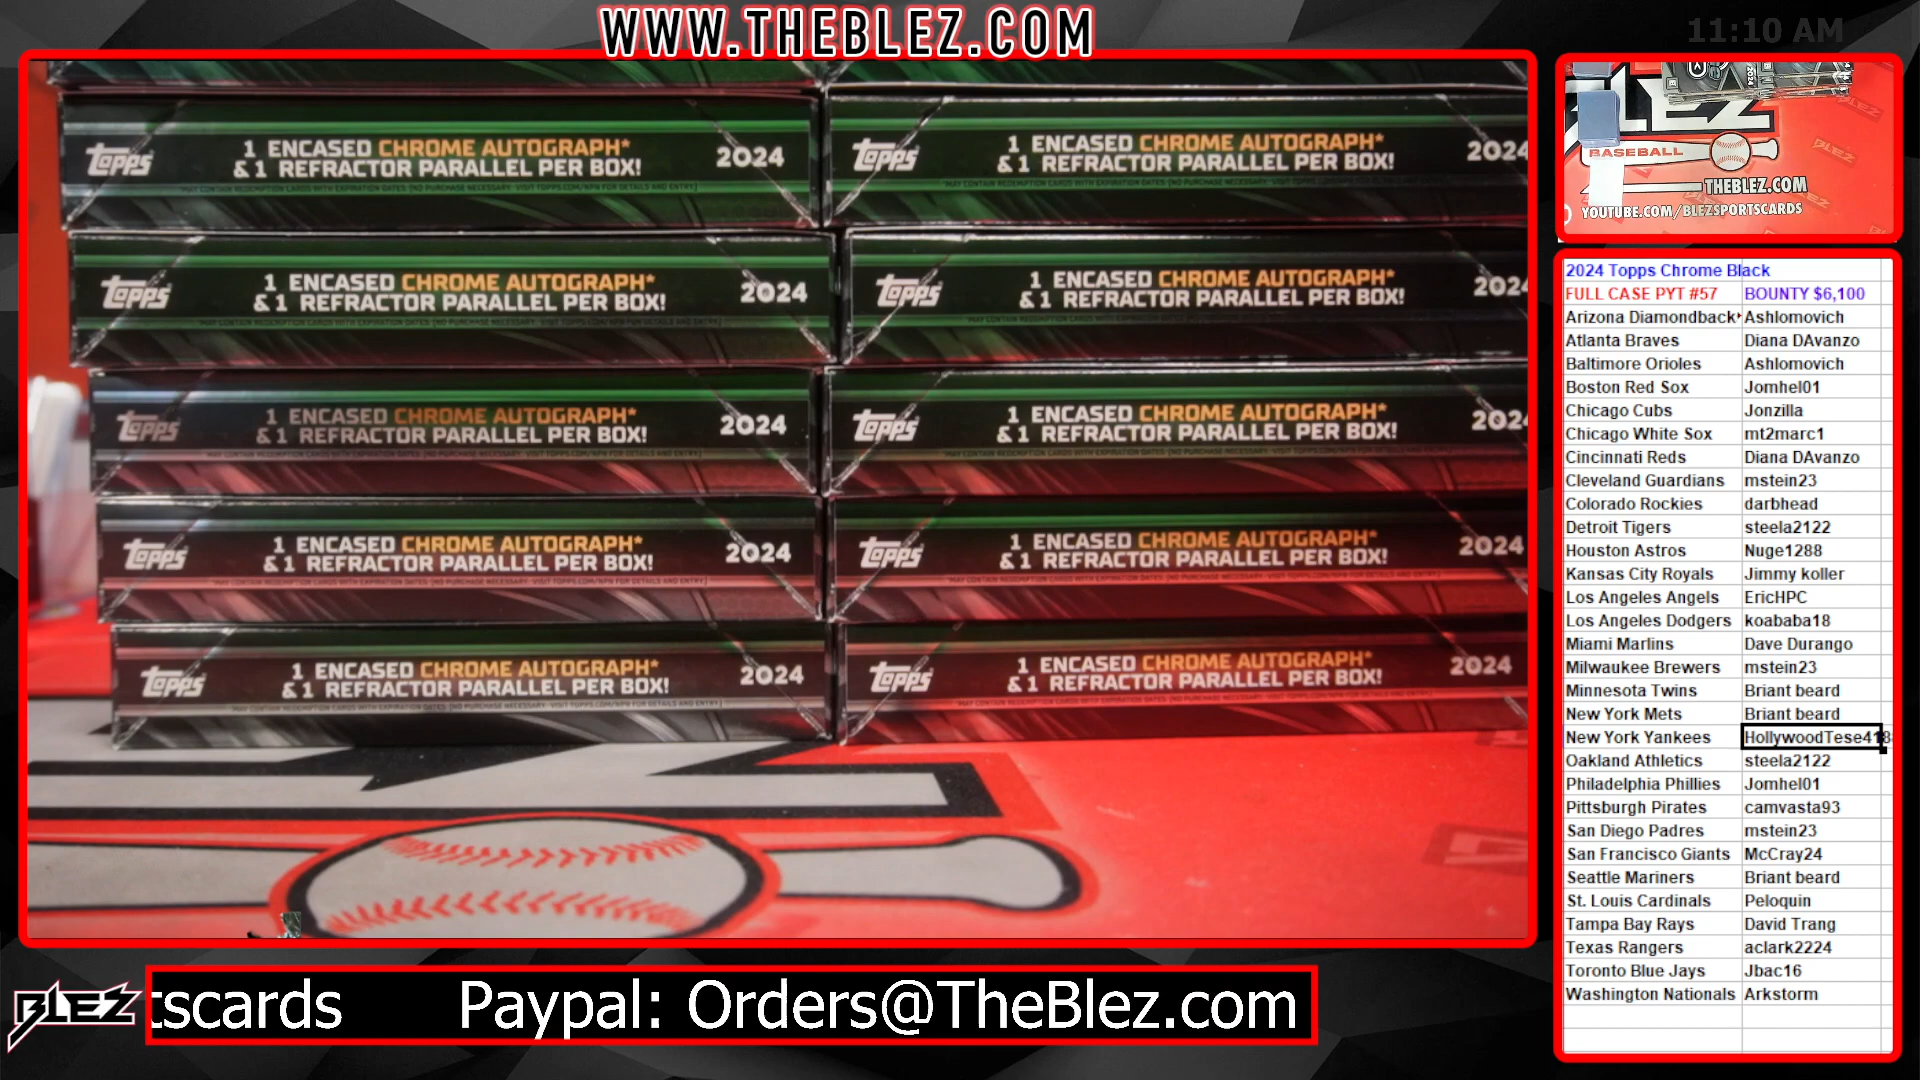 WWW.THEBLEZ.COM
11:10 AM
Topps 1 ENCASED CHROME AUTOGRAPH* & 1 REFRACTOR PARALLEL PER BOX! 2024
Topps 1 ENCASED CHROME AUTOGRAPH* & 1 REFRACTOR PARALLEL PER BOX! 2024
Topps 1 ENCASED CHROME AUTOGRAPH* & 1 REFRACTOR PARALLEL PER BOX! 2024
Topps 1 ENCASED CHROME AUTOGRAPH* & 1 REFRACTOR PARALLEL PER BOX! 2024
Topps 1 ENCASED CHROME AUTOGRAPH* & 1 REFRACTOR PARALLEL PER BOX! 2024
Topps 1 ENCASED CHROME AUTOGRAPH* & 1 REFRACTOR PARALLEL PER BOX! 2024
Topps 1 ENCASED CHROME AUTOGRAPH* & 1 REFRACTOR PARALLEL PER BOX! 2024
Topps 1 ENCASED CHROME AUTOGRAPH* & 1 REFRACTOR PARALLEL PER BOX! 2024
Topps 1 ENCASED CHROME AUTOGRAPH* & 1 REFRACTOR PARALLEL PER BOX! 2024
Topps 1 ENCASED CHROME AUTOGRAPH* & 1 REFRACTOR PARALLEL PER BOX! 2024
BASEBALL
THEBLEZ.COM
YOUTUBE.COM/BLEZSPORTSCARDS
2024 Topps Chrome Black
FULL CASE PYT #57 BOUNTY $6,100
Arizona Diamondback Ashlomovich
Atlanta Braves Diana DAvanzo
Baltimore Orioles Ashlomovich
Boston Red Sox Jomhel01
Chicago Cubs Jonzilla
Chicago White Sox mt2marc1
Cincinnati Reds Diana DAvanzo
Cleveland Guardians mstein23
Colorado Rockies darbhead
Detroit Tigers steela2122
Houston Astros Nuge1288
Kansas City Royals Jimmy koller
Los Angeles Angels EricHPC
Los Angeles Dodgers koababa18
Miami Marlins Dave Durango
Milwaukee Brewers mstein23
Minnesota Twins Briant beard
New York Mets Briant beard
New York Yankees HollywoodTese418
Oakland Athletics steela2122
Philadelphia Phillies Jomhel01
Pittsburgh Pirates camvasta93
San Diego Padres mstein23
San Francisco Giants McCray24
Seattle Mariners Briant beard
St. Louis Cardinals Peloquin
Tampa Bay Rays David Trang
Texas Rangers aclark2224
Toronto Blue Jays Jbac16
Washington Nationals Arkstorm
BLEZ
tscards Paypal: Orders@TheBlez.com